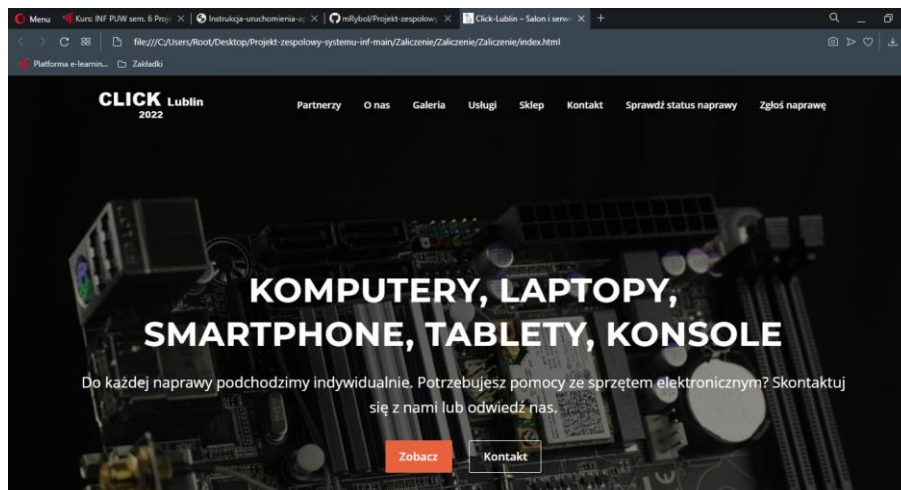 Menu
Kurs: INF PUW sem. 6 Proje
Instrukcja-uruchomienia-ap
mRybol/Projekt-zespolowy-
Click-Lublin – Salon i serwi
file:///C:/Users/Root/Desktop/Projekt-zespolowy-systemu-inf-main/Zaliczenie/Zaliczenie/Zaliczenie/index.html
Platforma e-learnin...
Zakładki
CLICK Lublin
2022
Partnerzy
O nas
Galeria
Usługi
Sklep
Kontakt
Sprawdź status naprawy
Zgłoś naprawę
KOMPUTERY, LAPTOPY,
SMARTPHONE, TABLETY, KONSOLE
Do każdej naprawy podchodzimy indywidualnie. Potrzebujesz pomocy ze sprzętem elektronicznym? Skontaktuj
się z nami lub odwiedź nas.
Zobacz
Kontakt